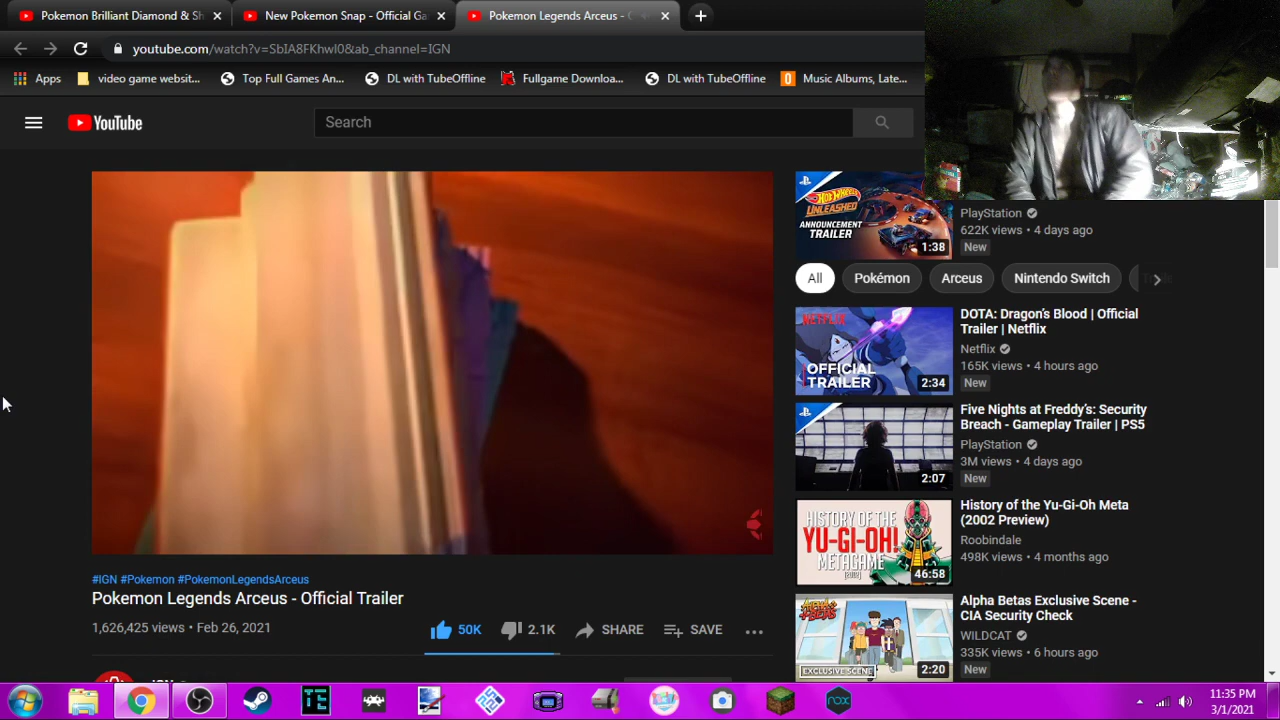 Pokemon Brilliant Diamond & Sh
New Pokemon Snap - Official Ga
Pokemon Legends Arceus -
youtube.com/watch?v=SbIA8FKhwl0&ab_channel=IGN
Apps
video game websit...
Top Full Games An...
DL with TubeOffline
Fullgame Downloa...
DL with TubeOffline
Music Albums, Late...
YouTube
Search
HOT WHEELS
UNLEASHED
ANNOUNCEMENT
TRAILER
1:38
PlayStation
622K views • 4 days ago
New
All
Pokémon
Arceus
Nintendo Switch
NETFLIX
OFFICIAL
TRAILER
2:34
DOTA: Dragon's Blood | Official
Trailer | Netflix
Netflix
165K views • 4 hours ago
New
2:07
Five Nights at Freddy's: Security
Breach - Gameplay Trailer | PS5
PlayStation
3M views • 4 days ago
New
HISTORY OF THE
YU-GI-OH!
METAGAME
46:58
History of the Yu-Gi-Oh Meta
(2002 Preview)
Roobindale
498K views • 4 months ago
ALPHA
BETAS
EXCLUSIVE SCENE
2:20
Alpha Betas Exclusive Scene -
CIA Security Check
WILDCAT
335K views • 6 hours ago
New
#IGN #Pokemon #PokemonLegendsArceus
Pokemon Legends Arceus - Official Trailer
1,626,425 views • Feb 26, 2021
50K
2.1K
SHARE
SAVE
11:35 PM
3/1/2021